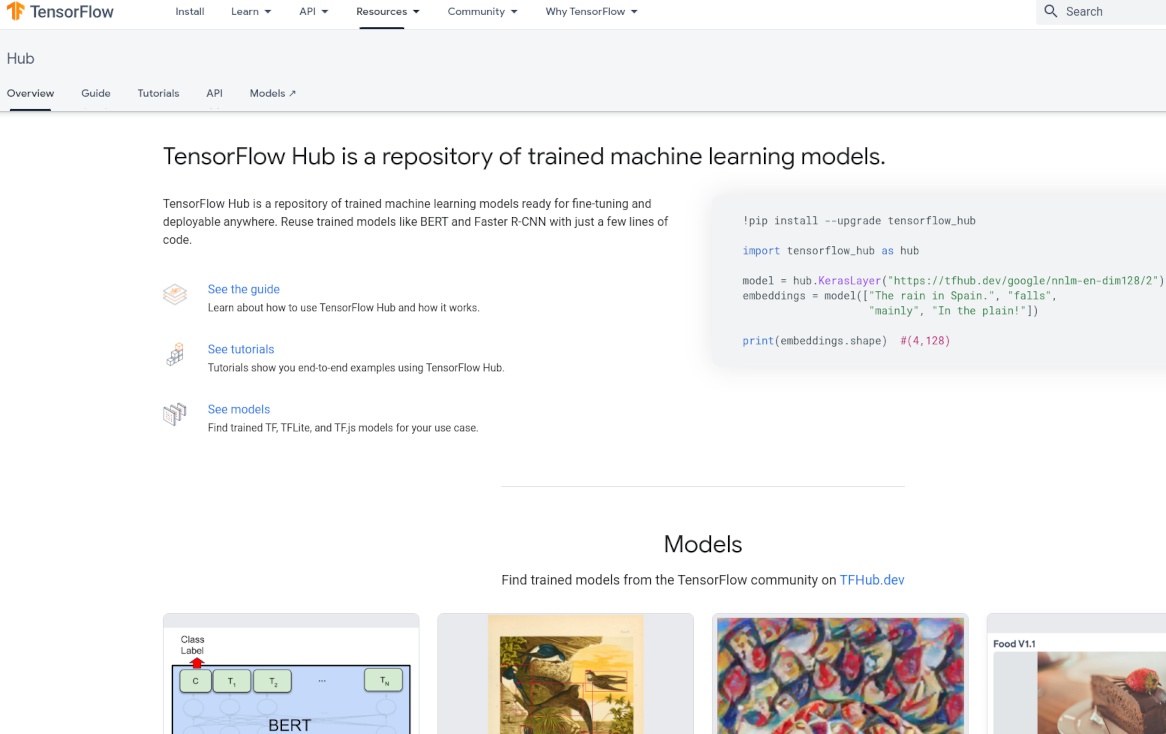 TensorFlow
Install
Learn
API
Resources
Community
Why TensorFlow
Search
Hub
Overview
Guide
Tutorials
API
Models ↗
TensorFlow Hub is a repository of trained machine learning models.
TensorFlow Hub is a repository of trained machine learning models ready for fine-tuning and
deployable anywhere. Reuse trained models like BERT and Faster R-CNN with just a few lines of
code.
See the guide
Learn about how to use TensorFlow Hub and how it works.
See tutorials
Tutorials show you end-to-end examples using TensorFlow Hub.
See models
Find trained TF, TFLite, and TF.js models for your use case.
!pip install --upgrade tensorflow_hub
import tensorflow_hub as hub
model = hub.KerasLayer("https://tfhub.dev/google/nnlm-en-dim128/2")
embeddings = model(["The rain in Spain.", "falls",
"mainly", "In the plain!"])
print(embeddings.shape)  #(4,128)
Models
Find trained models from the TensorFlow community on TFHub.dev
Class
Label
C
T1
T2
...
TN
BERT
Food V1.1